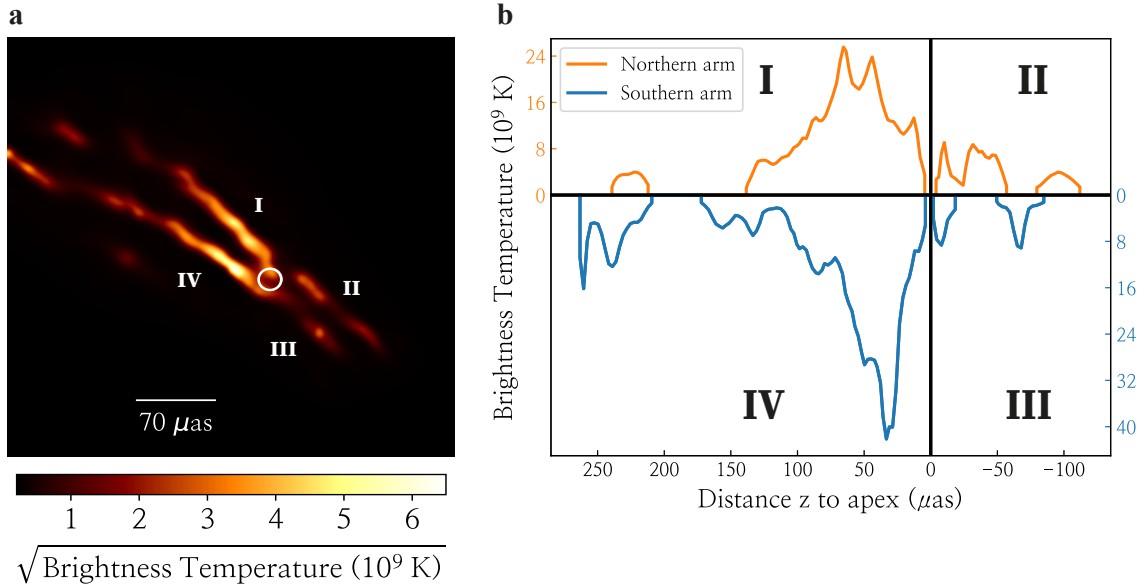 a
I
II
III
IV
70 μas
1 2 3 4 5 6
√Brightness Temperature (10⁹ K)
b
Northern arm
Southern arm
I
II
III
IV
Brightness Temperature (10⁹ K)
24
16
8
0
0
8
16
24
32
40
250 200 150 100 50 0 −50 −100
Distance z to apex (μas)